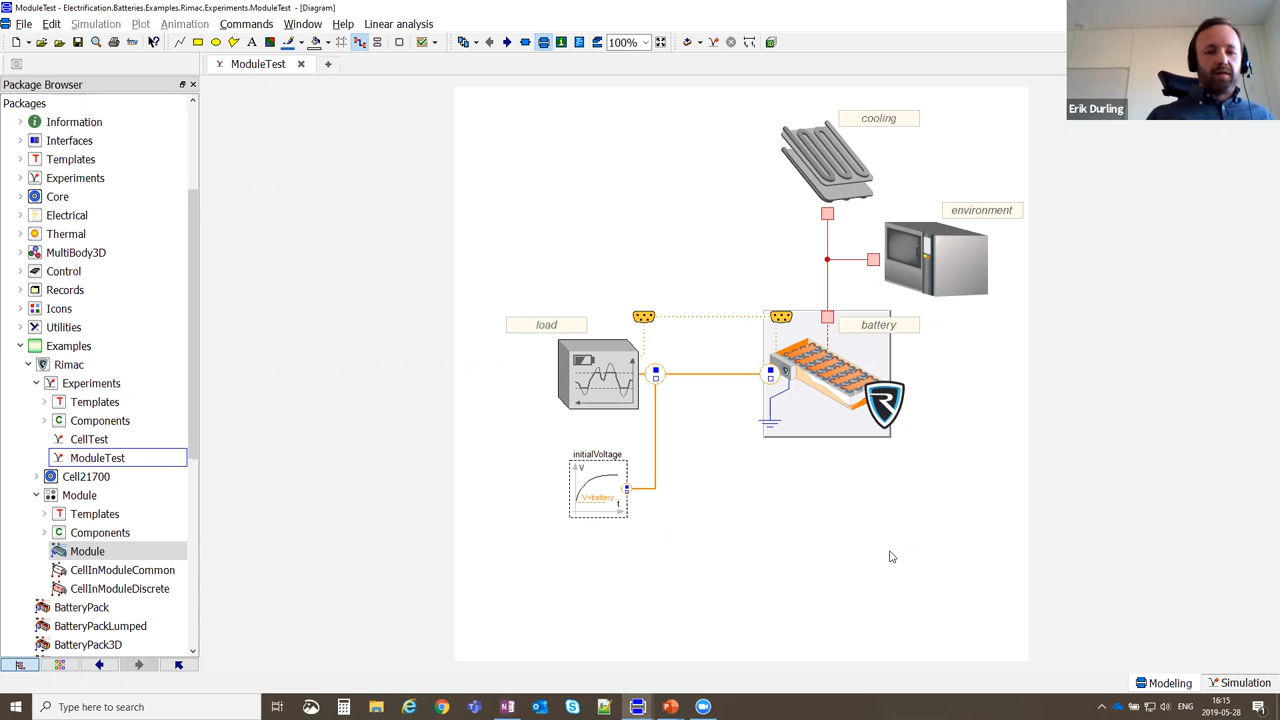 ModuleTest - Electrification.Batteries.Examples.Rimac.Experiments.ModuleTest - [Diagram]
File Edit Simulation Plot Animation Commands Window Help Linear analysis
100%
ModuleTest
Package Browser
Packages
Information
Interfaces
Templates
Experiments
Core
Electrical
Thermal
MultiBody3D
Control
Records
Icons
Utilities
Examples
Rimac
Experiments
Templates
Components
CellTest
ModuleTest
Cell21700
Module
Templates
Components
Module
CellInModuleCommon
CellInModuleDiscrete
BatteryPack
BatteryPackLumped
BatteryPack3D
cooling
environment
load
battery
initialVoltage
V
V=battery
t
Erik Durling
Modeling
Simulation
Type here to search
ENG
16:15
2019-05-28